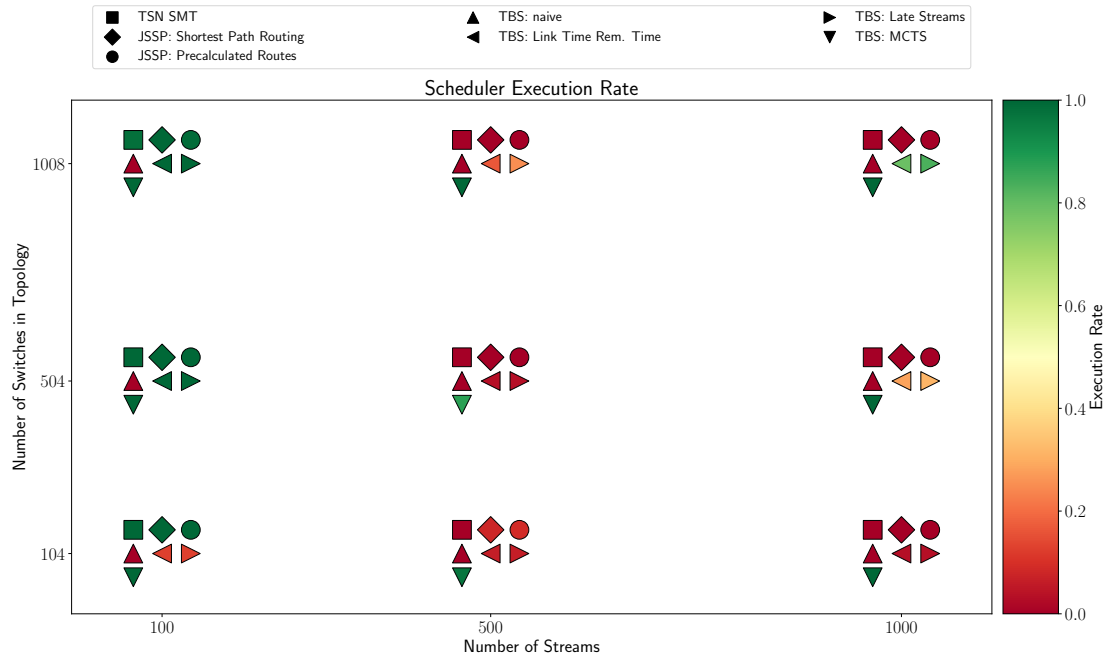 TSN SMT
JSSP: Shortest Path Routing
JSSP: Precalculated Routes
TBS: naive
TBS: Link Time Rem. Time
TBS: Late Streams
TBS: MCTS
Scheduler Execution Rate
1008
504
104
Number of Switches in Topology
100
500
1000
Number of Streams
1.0
0.8
0.6
0.4
0.2
0.0
Execution Rate